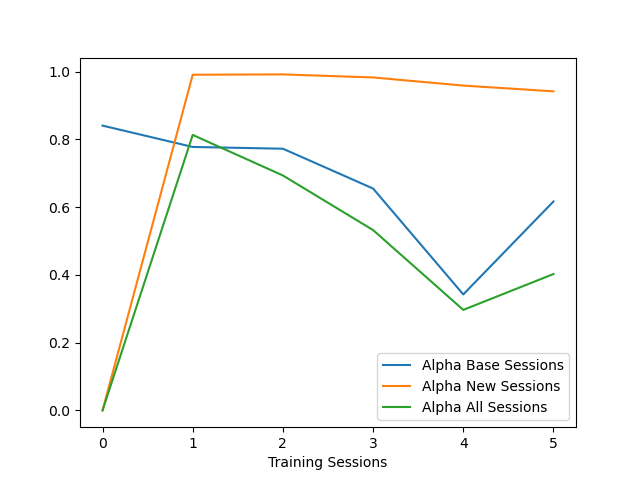 1.0
0.8
0.6
0.4
0.2
0.0
Alpha Base Sessions
Alpha New Sessions
Alpha All Sessions
0 1 2 3 4 5
Training Sessions